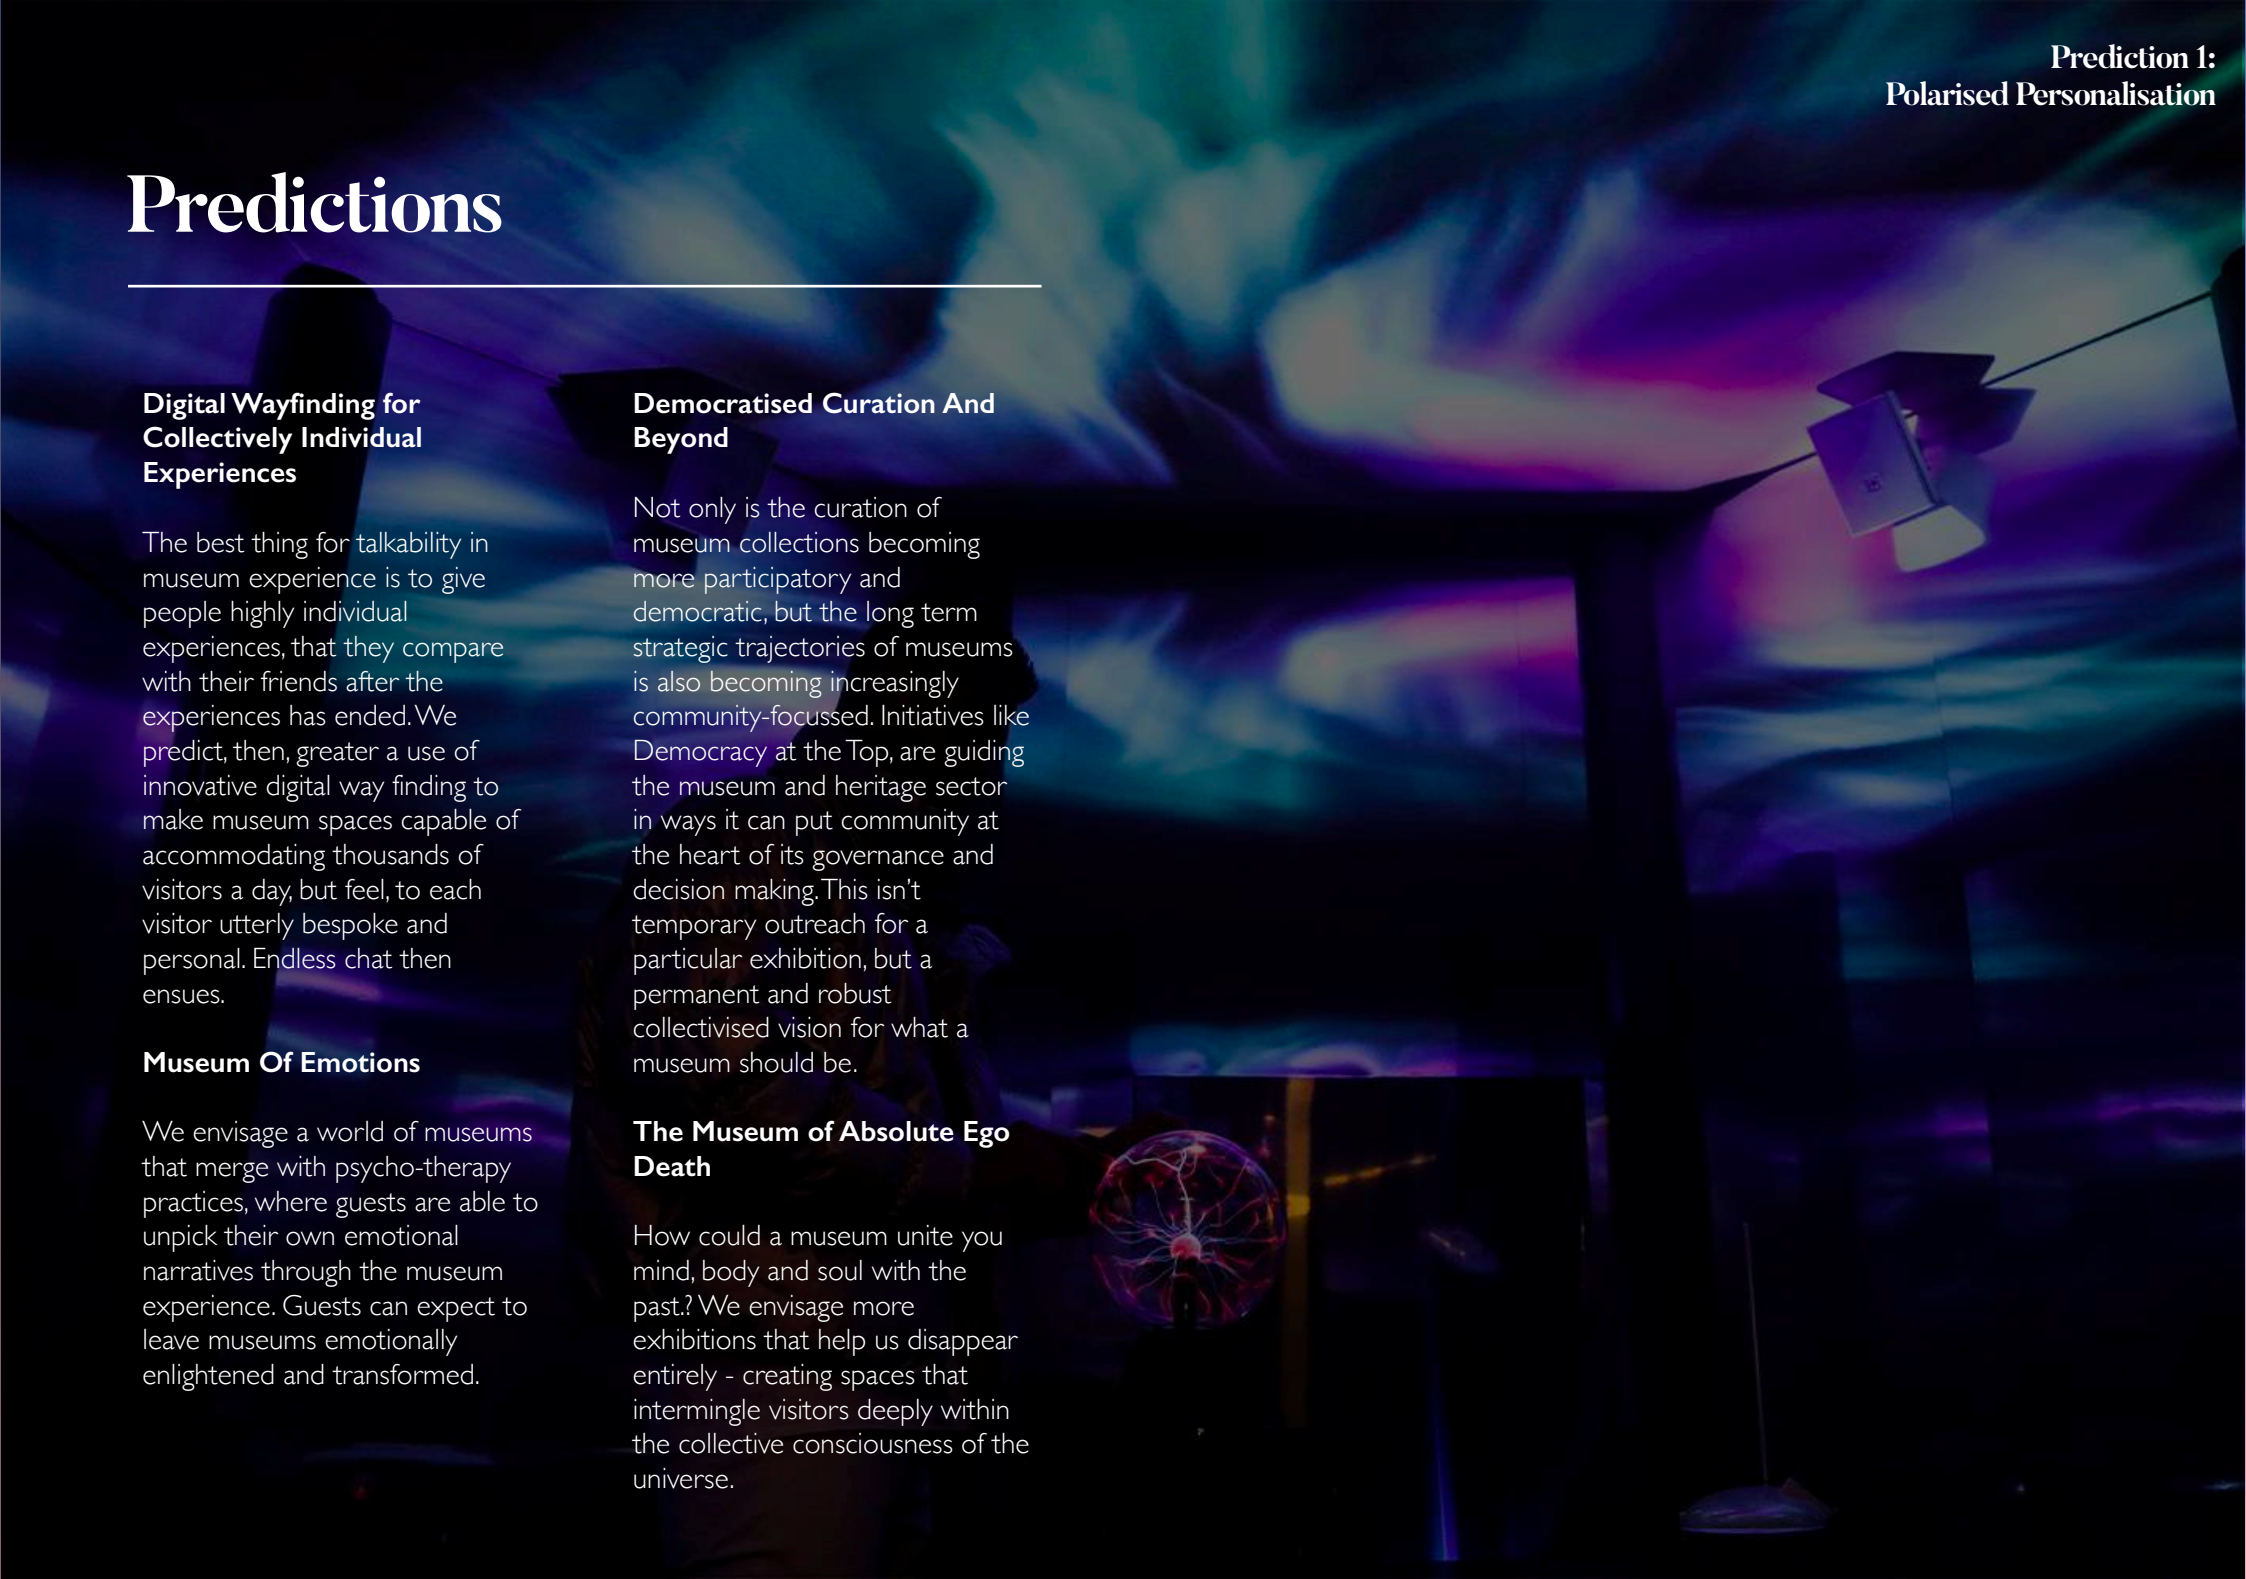 Prediction 1:
Polarised Personalisation
Predictions
Digital Wayfinding for
Collectively Individual
Experiences
The best thing for talkability in
museum experience is to give
people highly individual
experiences, that they compare
with their friends after the
experiences has ended. We
predict, then, greater a use of
innovative digital way finding to
make museum spaces capable of
accommodating thousands of
visitors a day, but feel, to each
visitor utterly bespoke and
personal. Endless chat then
ensues.
Museum Of Emotions
We envisage a world of museums
that merge with psycho-therapy
practices, where guests are able to
unpick their own emotional
narratives through the museum
experience. Guests can expect to
leave museums emotionally
enlightened and transformed.
Democratised Curation And
Beyond
Not only is the curation of
museum collections becoming
more participatory and
democratic, but the long term
strategic trajectories of museums
is also becoming increasingly
community-focussed. Initiatives like
Democracy at the Top, are guiding
the museum and heritage sector
in ways it can put community at
the heart of its governance and
decision making. This isn't
temporary outreach for a
particular exhibition, but a
permanent and robust
collectivised vision for what a
museum should be.
The Museum of Absolute Ego
Death
How could a museum unite you
mind, body and soul with the
past.? We envisage more
exhibitions that help us disappear
entirely - creating spaces that
intermingle visitors deeply within
the collective consciousness of the
universe.